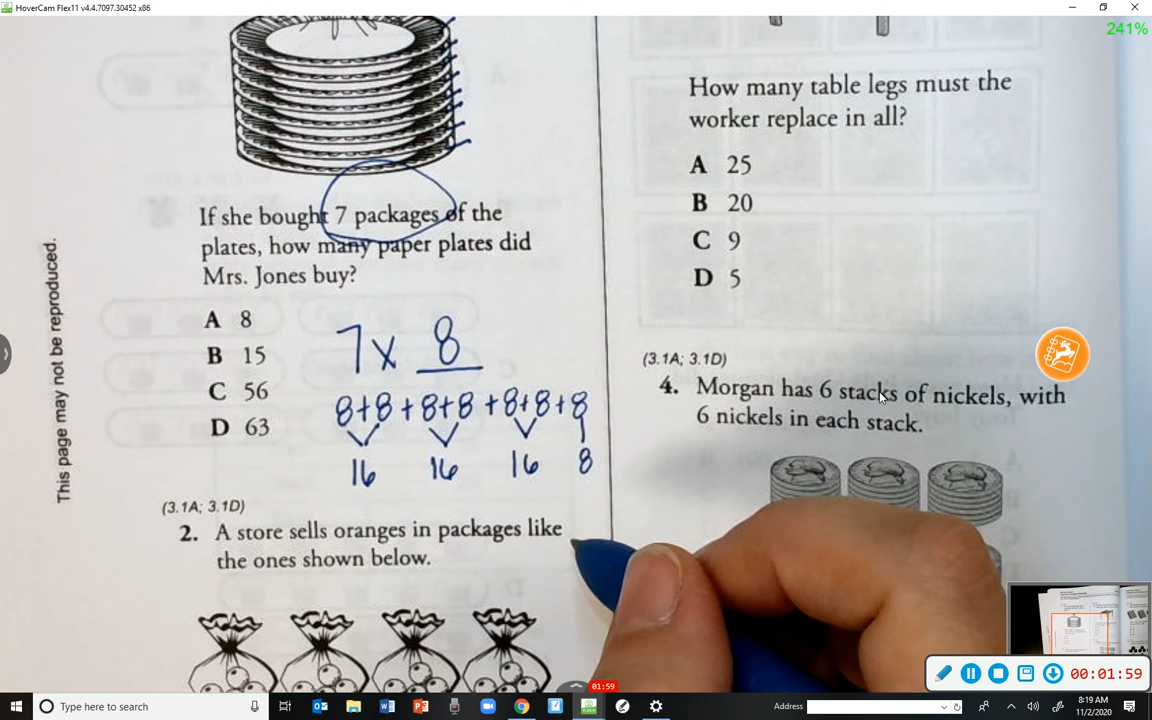 HoverCam Flex11 v4.4.7097.30452 x86
241%
This page may not be reproduced.
If she bought 7 packages of the
plates, how many paper plates did
Mrs. Jones buy?
A 8
B 15
C 56
D 63
7 x 8
8+8+8+8+8+8+8
16 16 16 8
(3.1A; 3.1D)
2. A store sells oranges in packages like
the ones shown below.
How many table legs must the
worker replace in all?
A 25
B 20
C 9
D 5
(3.1A; 3.1D)
4. Morgan has 6 stacks of nickels, with
6 nickels in each stack.
00:01:59
01:59
Type here to search
Address
8:19 AM
11/2/2020